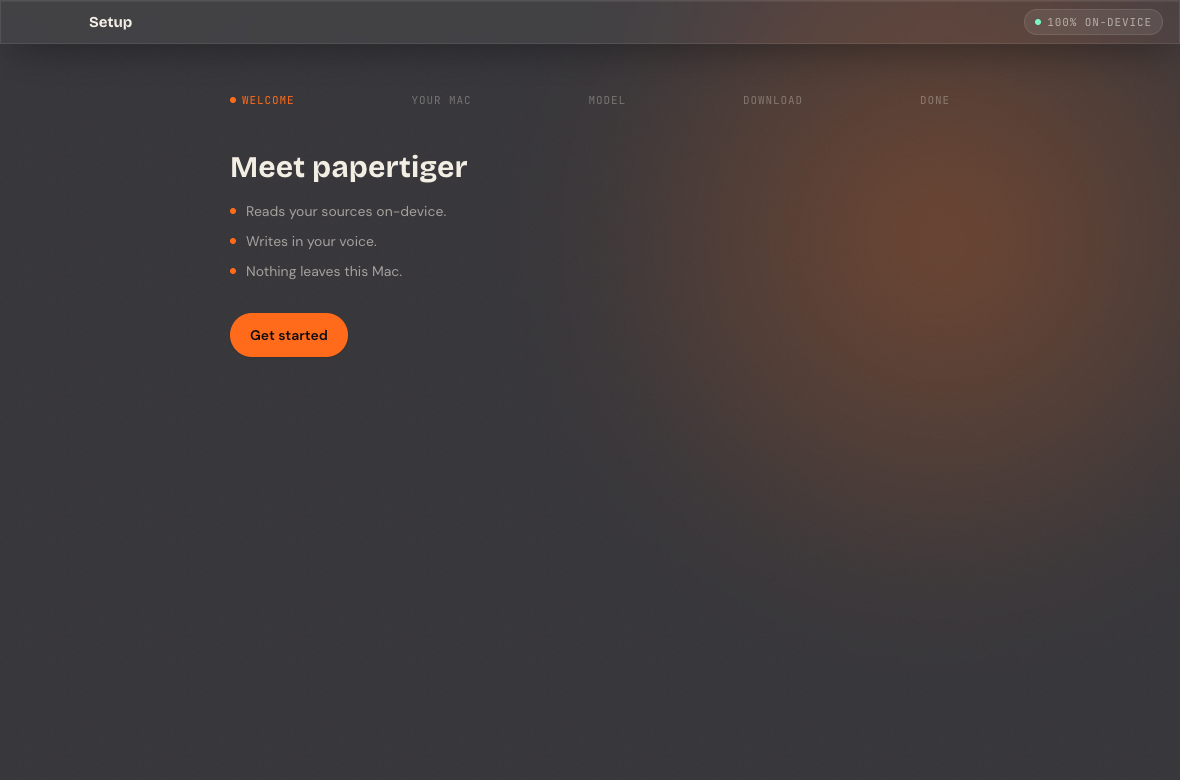 Setup
100% ON-DEVICE
WELCOME YOUR MAC MODEL DOWNLOAD DONE
Meet papertiger
Reads your sources on-device.
Writes in your voice.
Nothing leaves this Mac.
Get started